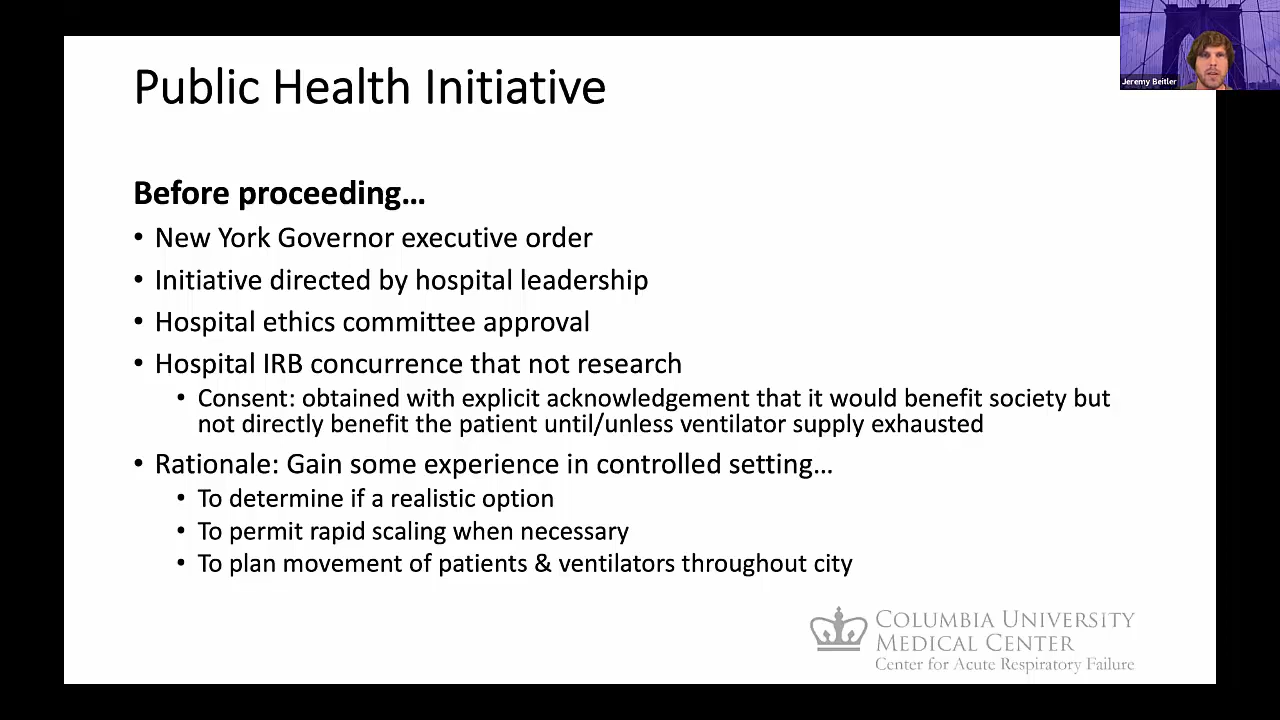 Jeremy Beitler
Public Health Initiative
Before proceeding…
• New York Governor executive order
• Initiative directed by hospital leadership
• Hospital ethics committee approval
• Hospital IRB concurrence that not research
• Consent: obtained with explicit acknowledgement that it would benefit society but
not directly benefit the patient until/unless ventilator supply exhausted
• Rationale: Gain some experience in controlled setting…
• To determine if a realistic option
• To permit rapid scaling when necessary
• To plan movement of patients & ventilators throughout city
COLUMBIA UNIVERSITY
MEDICAL CENTER
Center for Acute Respiratory Failure